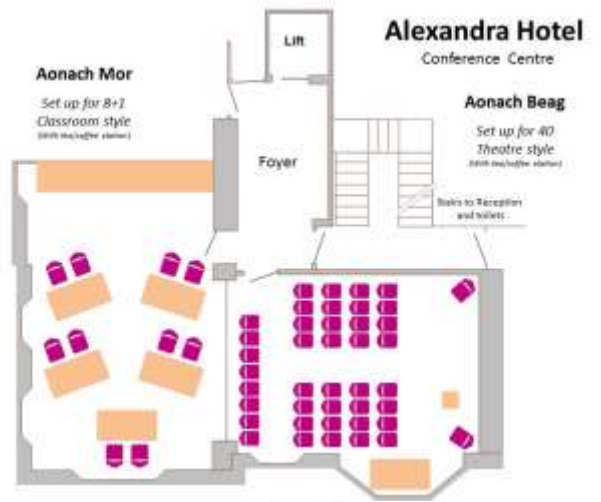 Lift
Alexandra Hotel
Conference Centre
Aonach Mor
Set up for 8+1
Classroom style
(With tea/coffee station)
Aonach Beag
Set up for 40
Theatre style
(With tea/coffee station)
Foyer
Stairs to Reception
and toilets